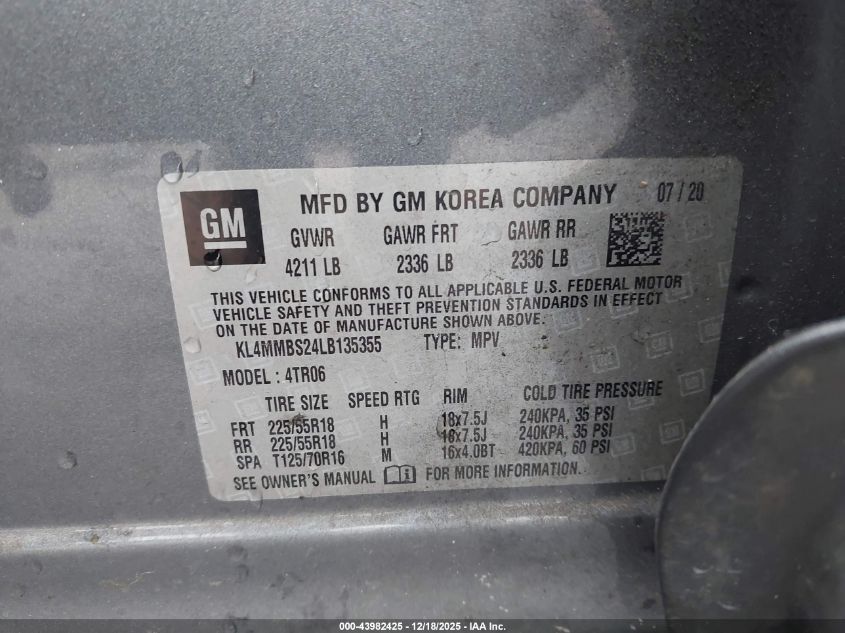 GM
MFD BY GM KOREA COMPANY 07 / 20
GVWR GAWR FRT GAWR RR
4211 LB 2336 LB 2336 LB
THIS VEHICLE CONFORMS TO ALL APPLICABLE U.S. FEDERAL MOTOR
VEHICLE SAFETY AND THEFT PREVENTION STANDARDS IN EFFECT
ON THE DATE OF MANUFACTURE SHOWN ABOVE.
KL4MMBS24LB135355 TYPE: MPV
MODEL : 4TR06
TIRE SIZE SPEED RTG RIM COLD TIRE PRESSURE
FRT 225/55R18 H 18x7.5J 240KPA, 35 PSI
RR 225/55R18 H 18x7.5J 240KPA, 35 PSI
SPA T125/70R16 M 16x4.0BT 420KPA, 60 PSI
SEE OWNER'S MANUAL FOR MORE INFORMATION.
000-43982425 - 12/18/2025 - IAA Inc.